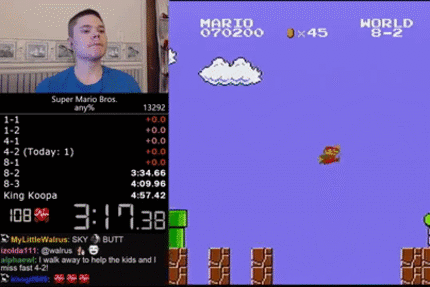 MARIO WORLD
070200 ×45 8-2
Super Mario Bros.
any% 13292
1-1 +0.0
1-2 +0.0
4-1 +0.0
4-2 (Today: 1) +0.0
8-1 +0.0
8-2 3:34.66
8-3 4:09.96
King Koopa 4:57.42
108 3:17.38
MyLittleWalrus: SKY BUTT
izolda111: @walrus
alphaewl: I walk away to help the kids and I
miss fast 4-2!